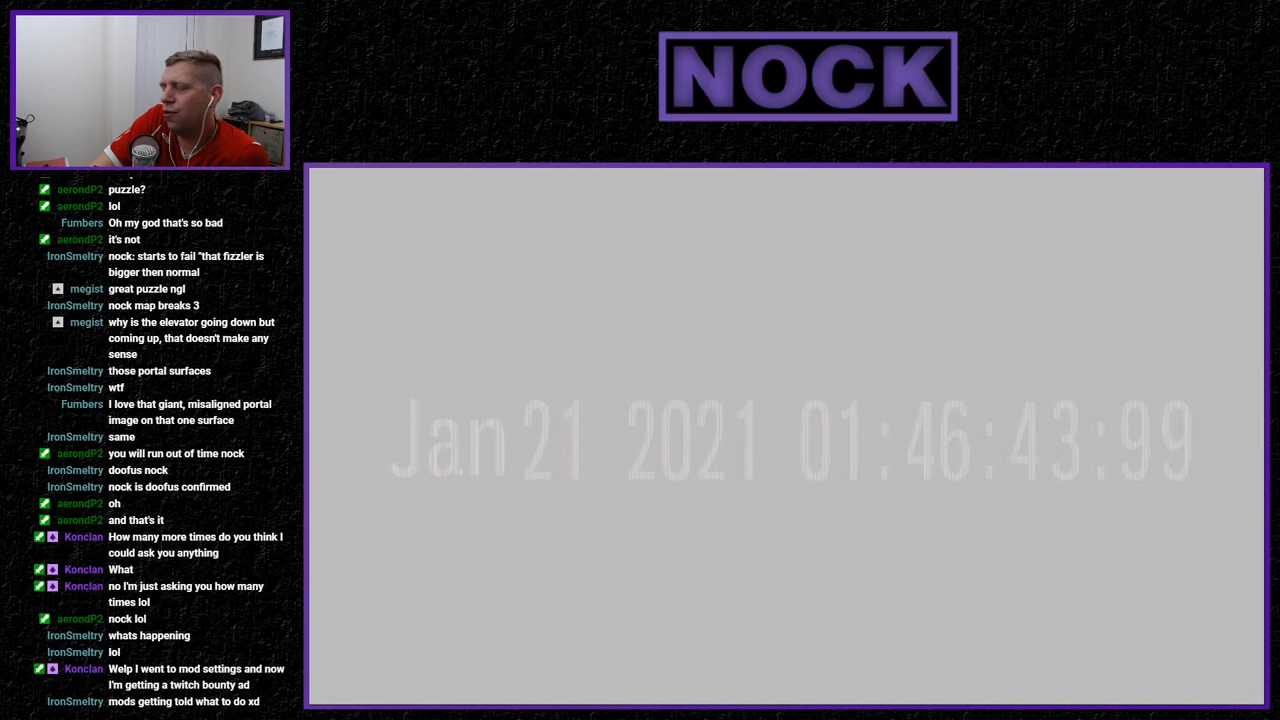 NOCK
aerondP2 puzzle?
aerondP2 lol
Fumbers Oh my god that's so bad
aerondP2 it's not
IronSmeltry nock: starts to fail "that fizzler is
bigger then normal
megist great puzzle ngl
IronSmeltry nock map breaks 3
megist why is the elevator going down but
coming up, that doesn't make any
sense
IronSmeltry those portal surfaces
IronSmeltry wtf
Fumbers I love that giant, misaligned portal
image on that one surface
IronSmeltry same
aerondP2 you will run out of time nock
IronSmeltry doofus nock
IronSmeltry nock is doofus confirmed
aerondP2 oh
aerondP2 and that's it
Konclan How many more times do you think I
could ask you anything
Konclan What
Konclan no I'm just asking you how many
times lol
aerondP2 nock lol
IronSmeltry whats happening
IronSmeltry lol
Konclan Welp I went to mod settings and now
I'm getting a twitch bounty ad
IronSmeltry mods getting told what to do xd
Jan 21 2021 01:46:43:99